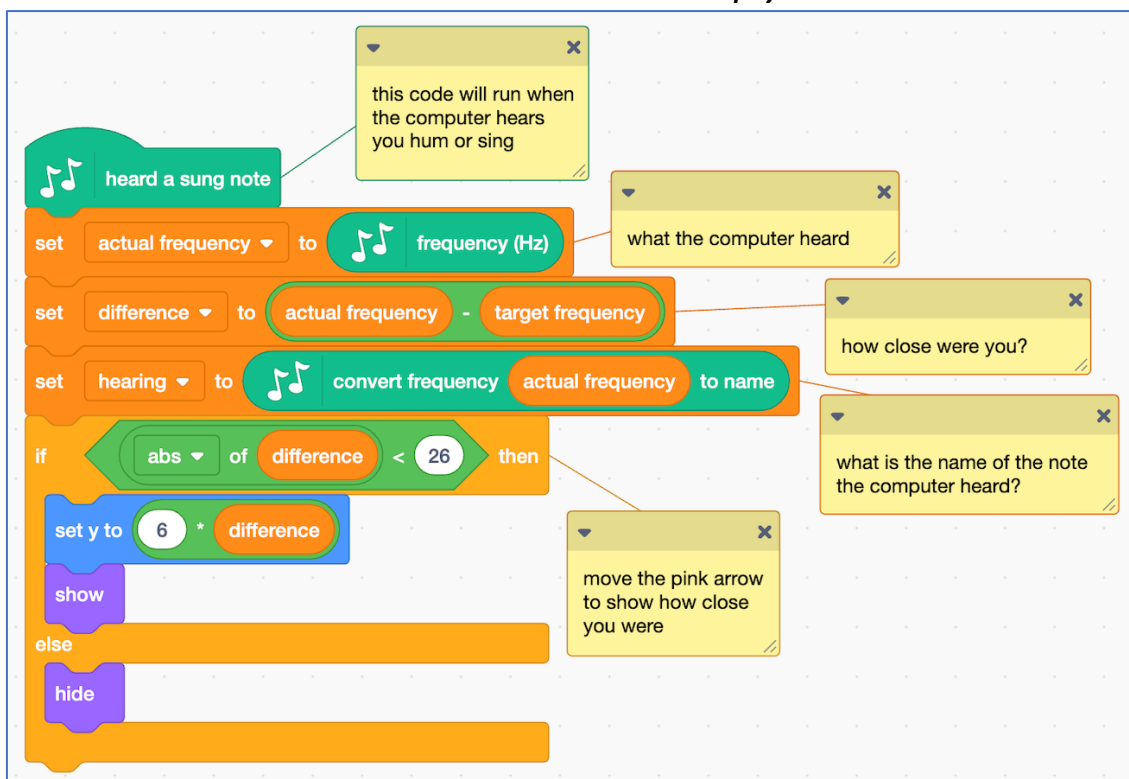 this code will run when
the computer hears
you hum or sing
heard a sung note
set actual frequency to frequency (Hz)
what the computer heard
set difference to actual frequency - target frequency
how close were you?
set hearing to convert frequency actual frequency to name
what is the name of the note
the computer heard?
if abs of difference < 26 then
set y to 6 * difference
move the pink arrow
to show how close
you were
show
else
hide